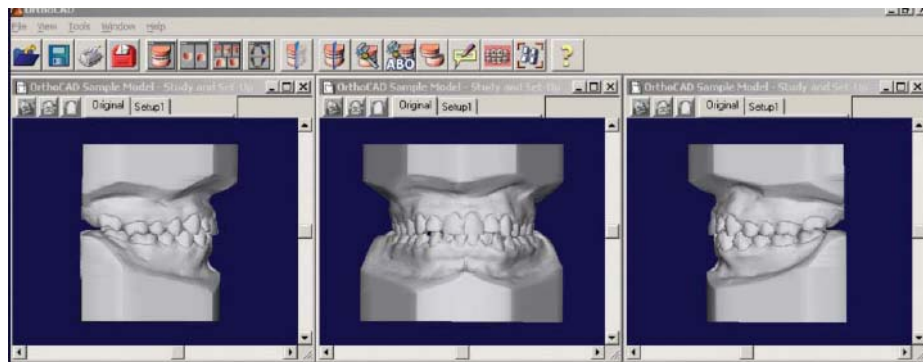 OrthoCAD
File View Tools Window Help
ABO
OrthoCAD Sample Model - Study and Set-Up
Original Setup1
OrthoCAD Sample Model - Study and Set-Up
Original Setup1
OrthoCAD Sample Model - Study and Set-Up
Original Setup1